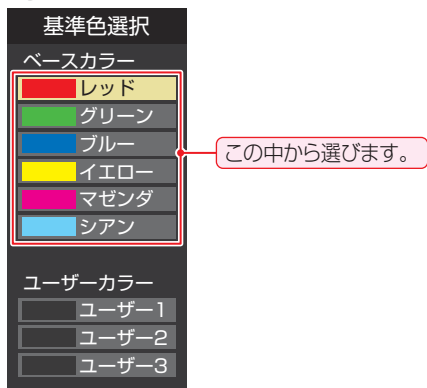 基準色選択
ベースカラー
レッド
グリーン
ブルー
イエロー
マゼンダ
シアン
この中から選びます。
ユーザーカラー
ユーザー1
ユーザー2
ユーザー3